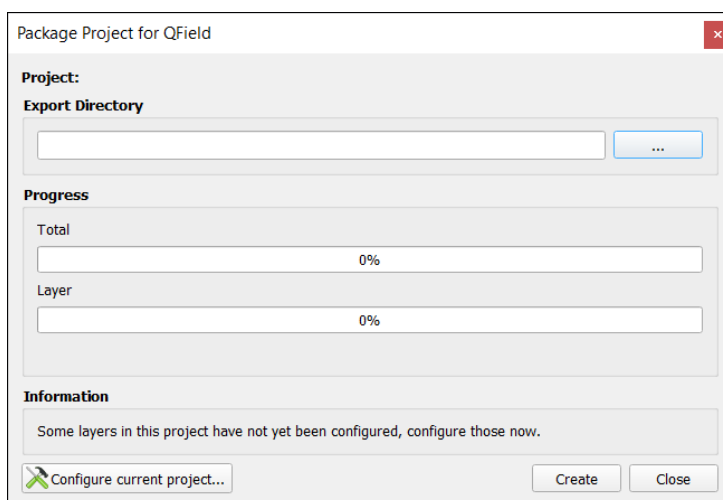 Package Project for QField
Project:
Export Directory
...
Progress
Total
0%
Layer
0%
Information
Some layers in this project have not yet been configured, configure those now.
Configure current project... Create Close